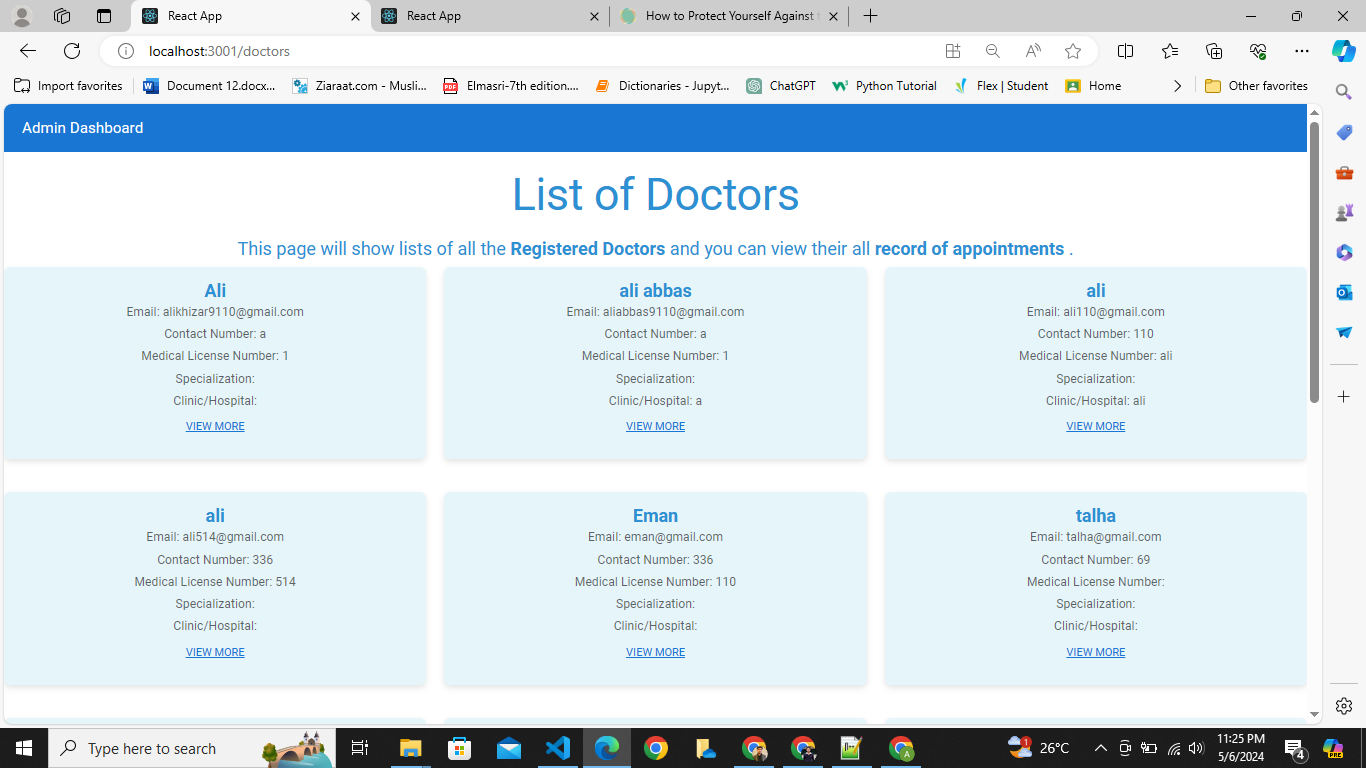 React App
React App
How to Protect Yourself Against
localhost:3001/doctors
Import favorites
Document 12.docx...
Ziaraat.com - Musli...
Elmasri-7th edition....
Dictionaries - Jupyt...
ChatGPT
Python Tutorial
Flex | Student
Home
Other favorites
Admin Dashboard
List of Doctors
This page will show lists of all the Registered Doctors and you can view their all record of appointments .
Ali
Email: alikhizar9110@gmail.com
Contact Number: a
Medical License Number: 1
Specialization:
Clinic/Hospital:
VIEW MORE
ali abbas
Email: aliabbas9110@gmail.com
Contact Number: a
Medical License Number: 1
Specialization:
Clinic/Hospital: a
VIEW MORE
ali
Email: ali110@gmail.com
Contact Number: 110
Medical License Number: ali
Specialization:
Clinic/Hospital: ali
VIEW MORE
ali
Email: ali514@gmail.com
Contact Number: 336
Medical License Number: 514
Specialization:
Clinic/Hospital:
VIEW MORE
Eman
Email: eman@gmail.com
Contact Number: 336
Medical License Number: 110
Specialization:
Clinic/Hospital:
VIEW MORE
talha
Email: talha@gmail.com
Contact Number: 69
Medical License Number:
Specialization:
Clinic/Hospital:
VIEW MORE
Type here to search
1
26°C
11:25 PM
5/6/2024
4
PRE